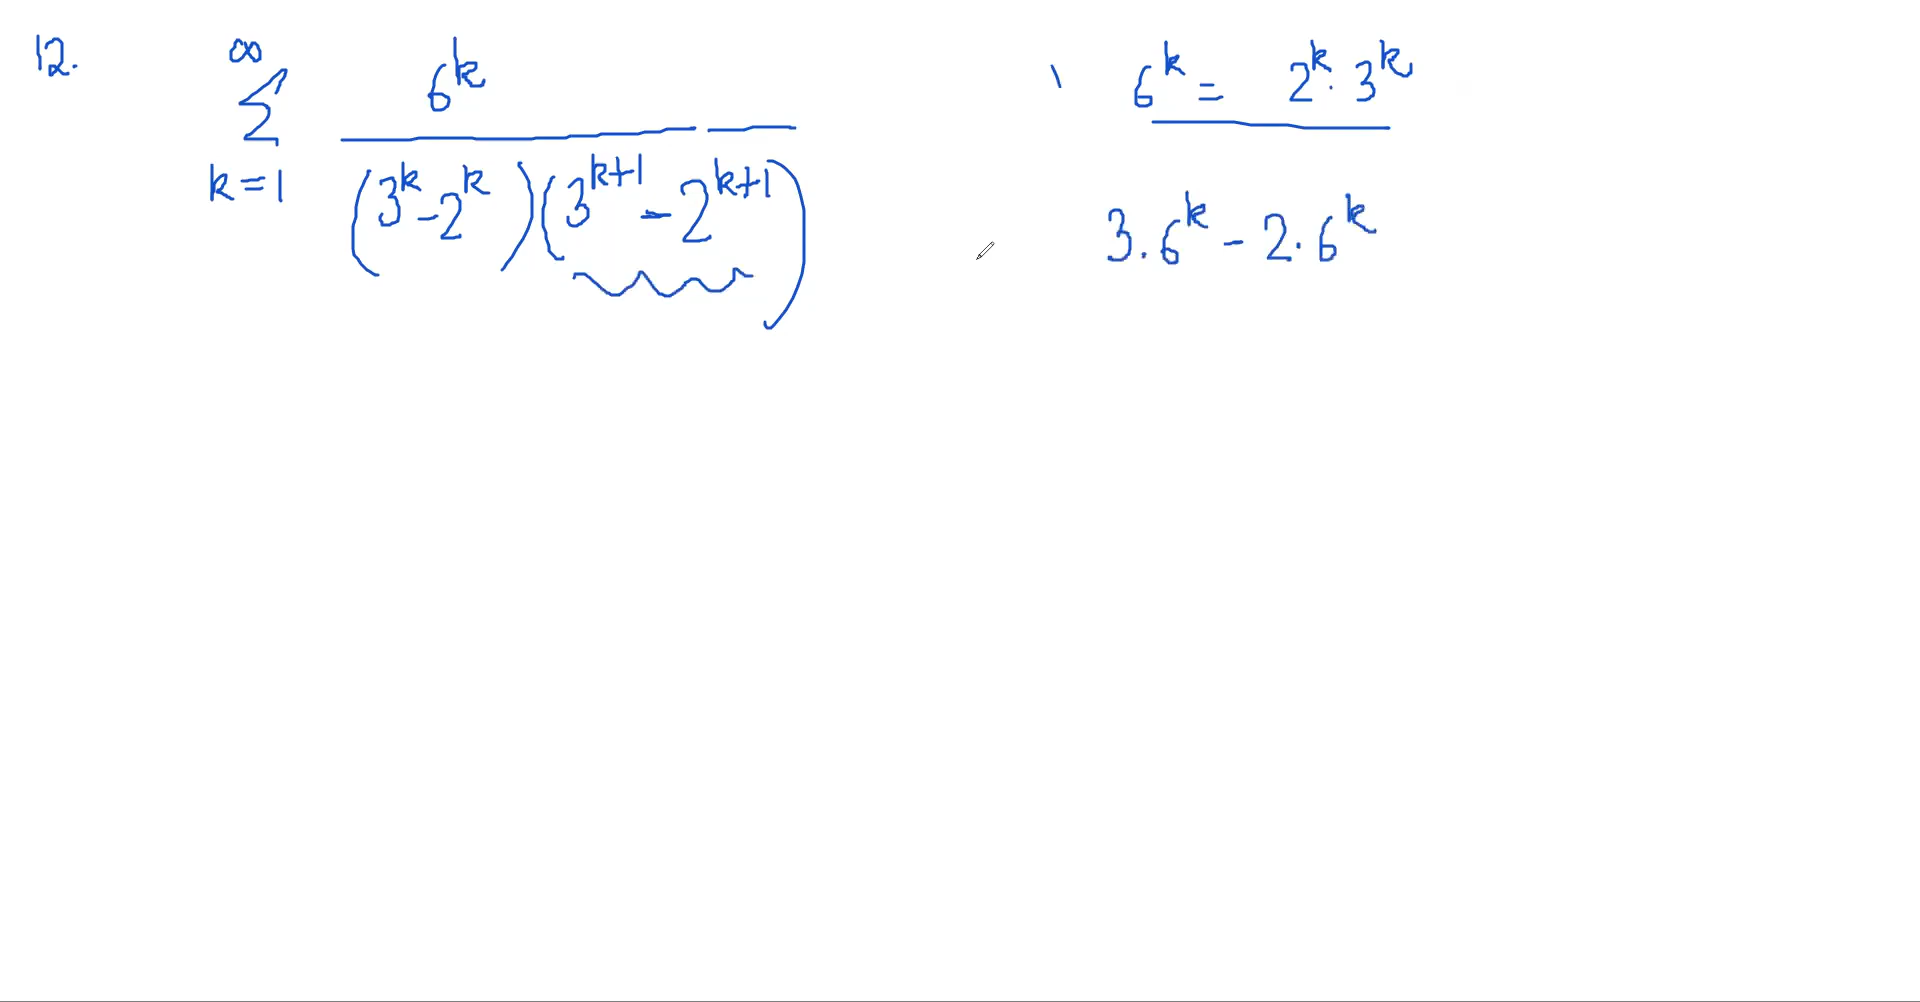 12. ∞ 6^k
∑
k=1 (3^k-2^k)(3^{k+1}-2^{k+1})
6^k = 2^k · 3^k
3·6^k - 2·6^k